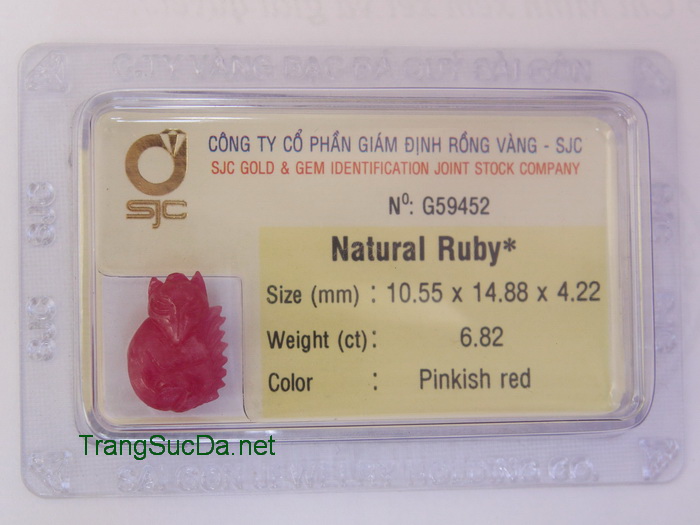 CÔNG TY CỔ PHẦN GIÁM ĐỊNH RỒNG VÀNG - SJC
SJC GOLD & GEM IDENTIFICATION JOINT STOCK COMPANY
SJC
Nº: G59452
Natural Ruby*
Size (mm) : 10.55 x 14.88 x 4.22
Weight (ct) : 6.82
Color : Pinkish red
TrangSucDa.net